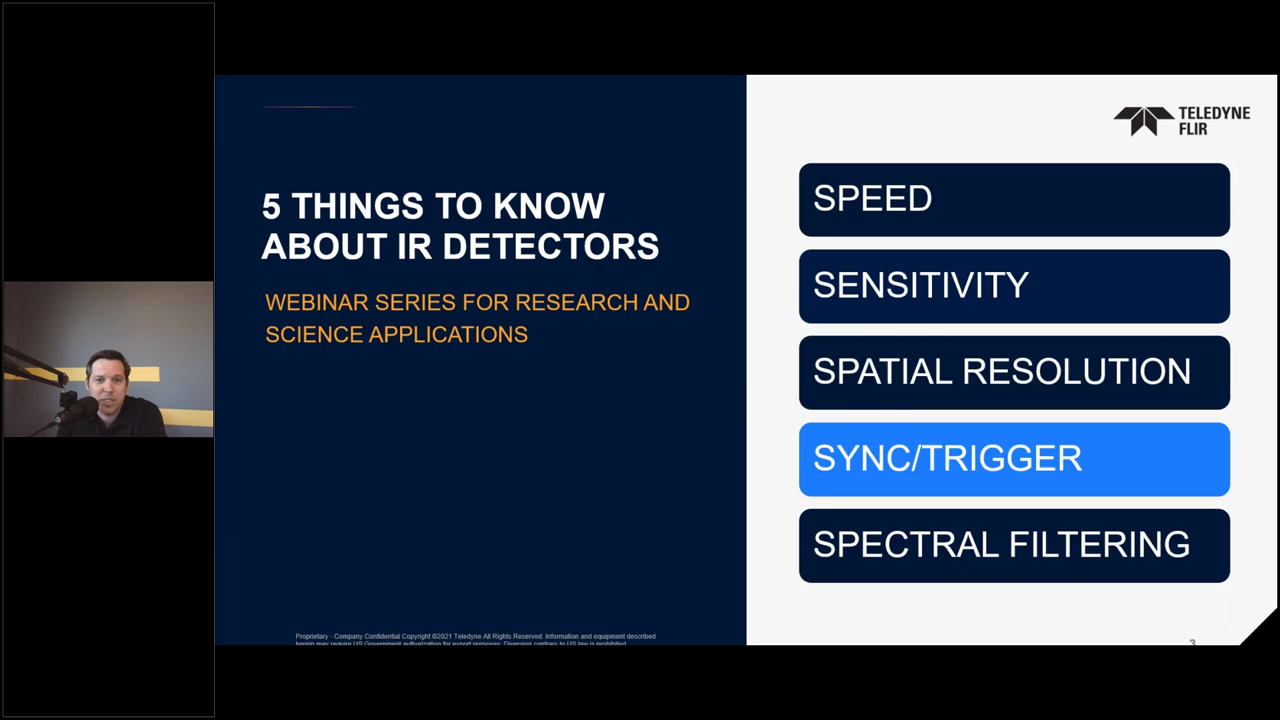 5 THINGS TO KNOW
ABOUT IR DETECTORS
WEBINAR SERIES FOR RESEARCH AND
SCIENCE APPLICATIONS
Proprietary - Company Confidential Copyright ©2021 Teledyne All Rights Reserved. Information and equipment described
herein may require US Government authorization for export purposes. Diversion contrary to US law is prohibited.
TELEDYNE
FLIR
SPEED
SENSITIVITY
SPATIAL RESOLUTION
SYNC/TRIGGER
SPECTRAL FILTERING
3